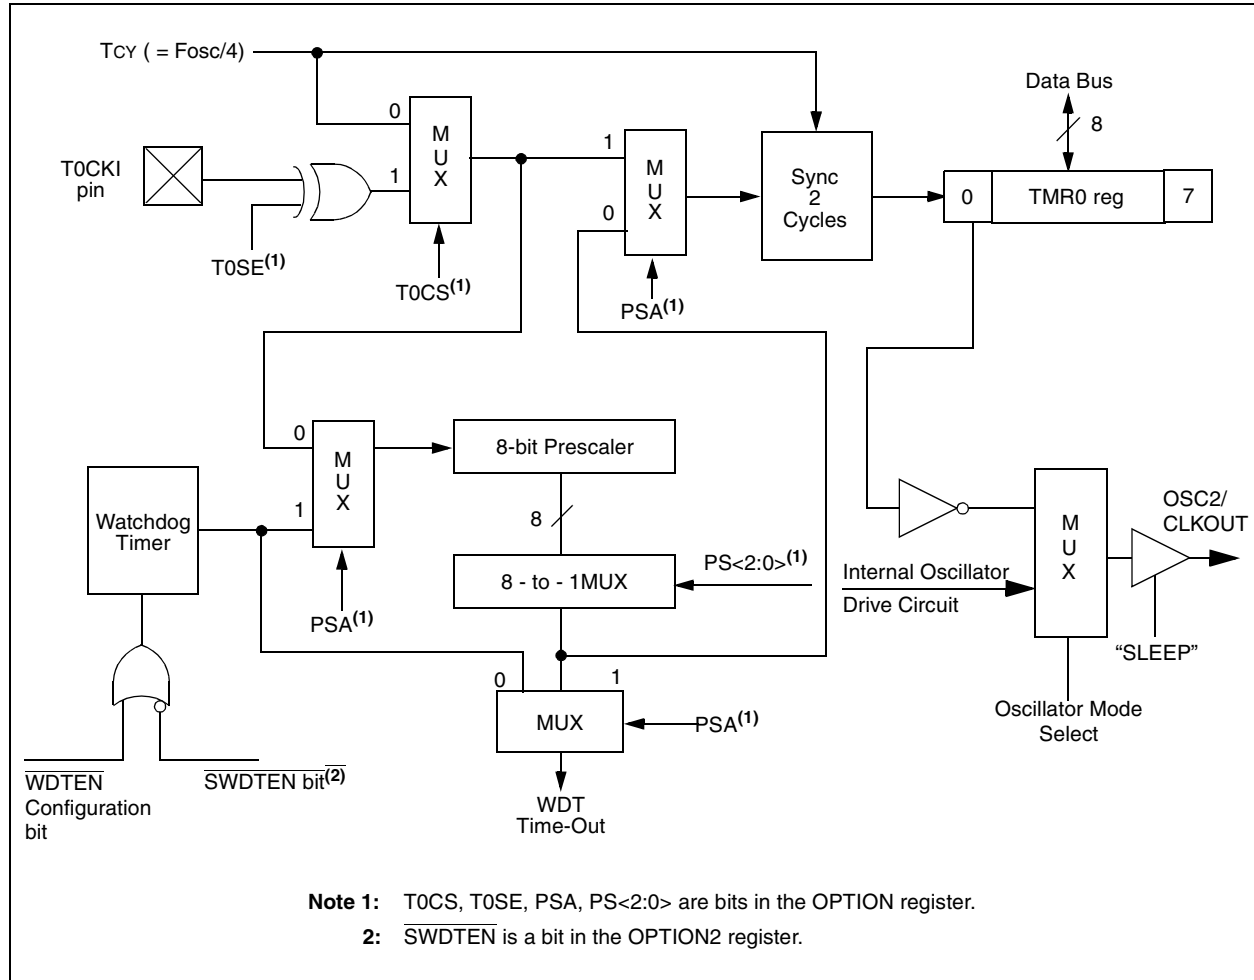 TCY ( = Fosc/4)
Data Bus
8
0
M
U
X
1
T0CKI
pin
T0SE(1)
T0CS(1)
1
M
U
X
0
PSA(1)
Sync
2
Cycles
0
TMR0 reg
7
0
M
U
X
1
PSA(1)
8-bit Prescaler
8
8 - to - 1MUX
PS<2:0>(1)
Watchdog
Timer
WDTEN
Configuration
bit
SWDTEN bit(2)
0
1
MUX
PSA(1)
WDT
Time-Out
Internal Oscillator
Drive Circuit
M
U
X
OSC2/
CLKOUT
“SLEEP”
Oscillator Mode
Select
Note 1: T0CS, T0SE, PSA, PS<2:0> are bits in the OPTION register.
2: SWDTEN is a bit in the OPTION2 register.